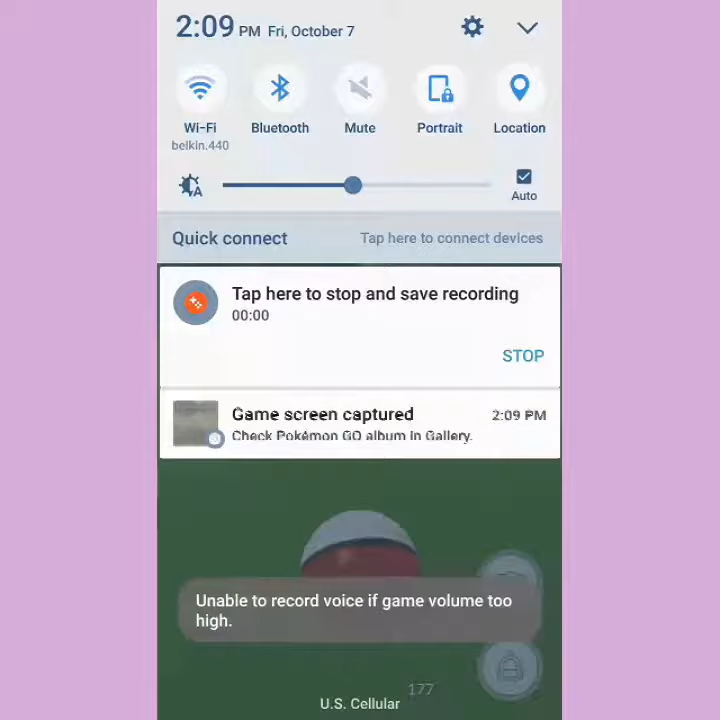 2:09 PM Fri, October 7
Wi-Fi
belkin.440
Bluetooth
Mute
Portrait
Location
A
Auto
Quick connect
Tap here to connect devices
Tap here to stop and save recording
00:00
STOP
Game screen captured
2:09 PM
Check Pokémon GO album in Gallery.
Unable to record voice if game volume too
high.
177
U.S. Cellular